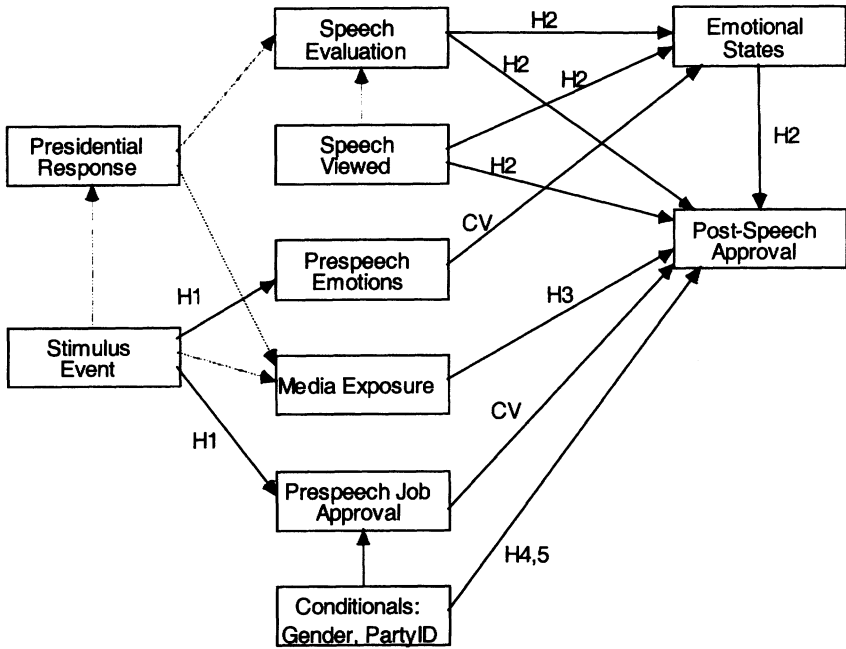 Speech
Evaluation
H2
Emotional
States
H2
H2
Presidential
Response
Speech
Viewed
H2
H2
CV
Post-Speech
Approval
Prespeech
Emotions
H1
H3
Stimulus
Event
Media Exposure
CV
H1
Prespeech Job
Approval
H4,5
Conditionals:
Gender, PartyID